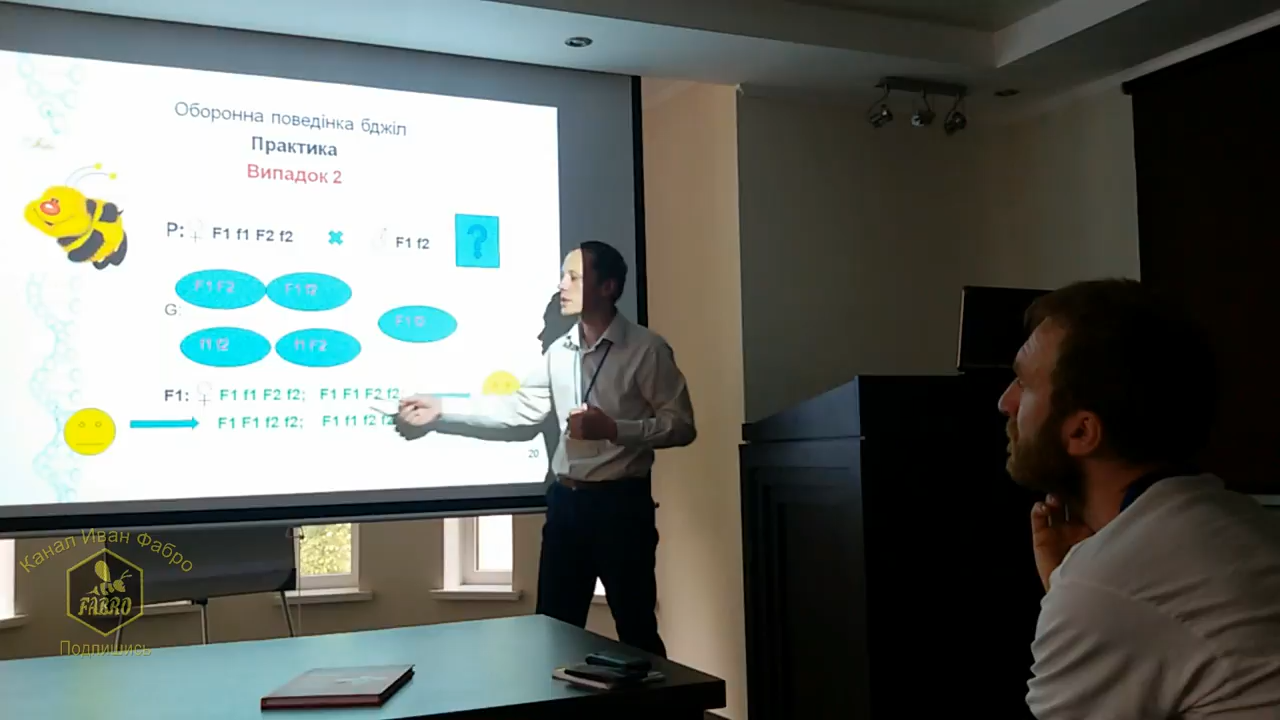 Оборонна поведінка бджіл
Практика
Випадок 2
P: ♀ F1 f1 F2 f2 ✖ F1 f2 ?
F1 F2 F1 f2
G: F1 f2
f1 f2 f1 F2
F1: ♀ F1 f1 F2 f2; F1 F1 F2 f2;
F1 F1 f2 f2; F1 f1 f2 f2
20
Канал Иван Фабро
FABRO
Подпишись